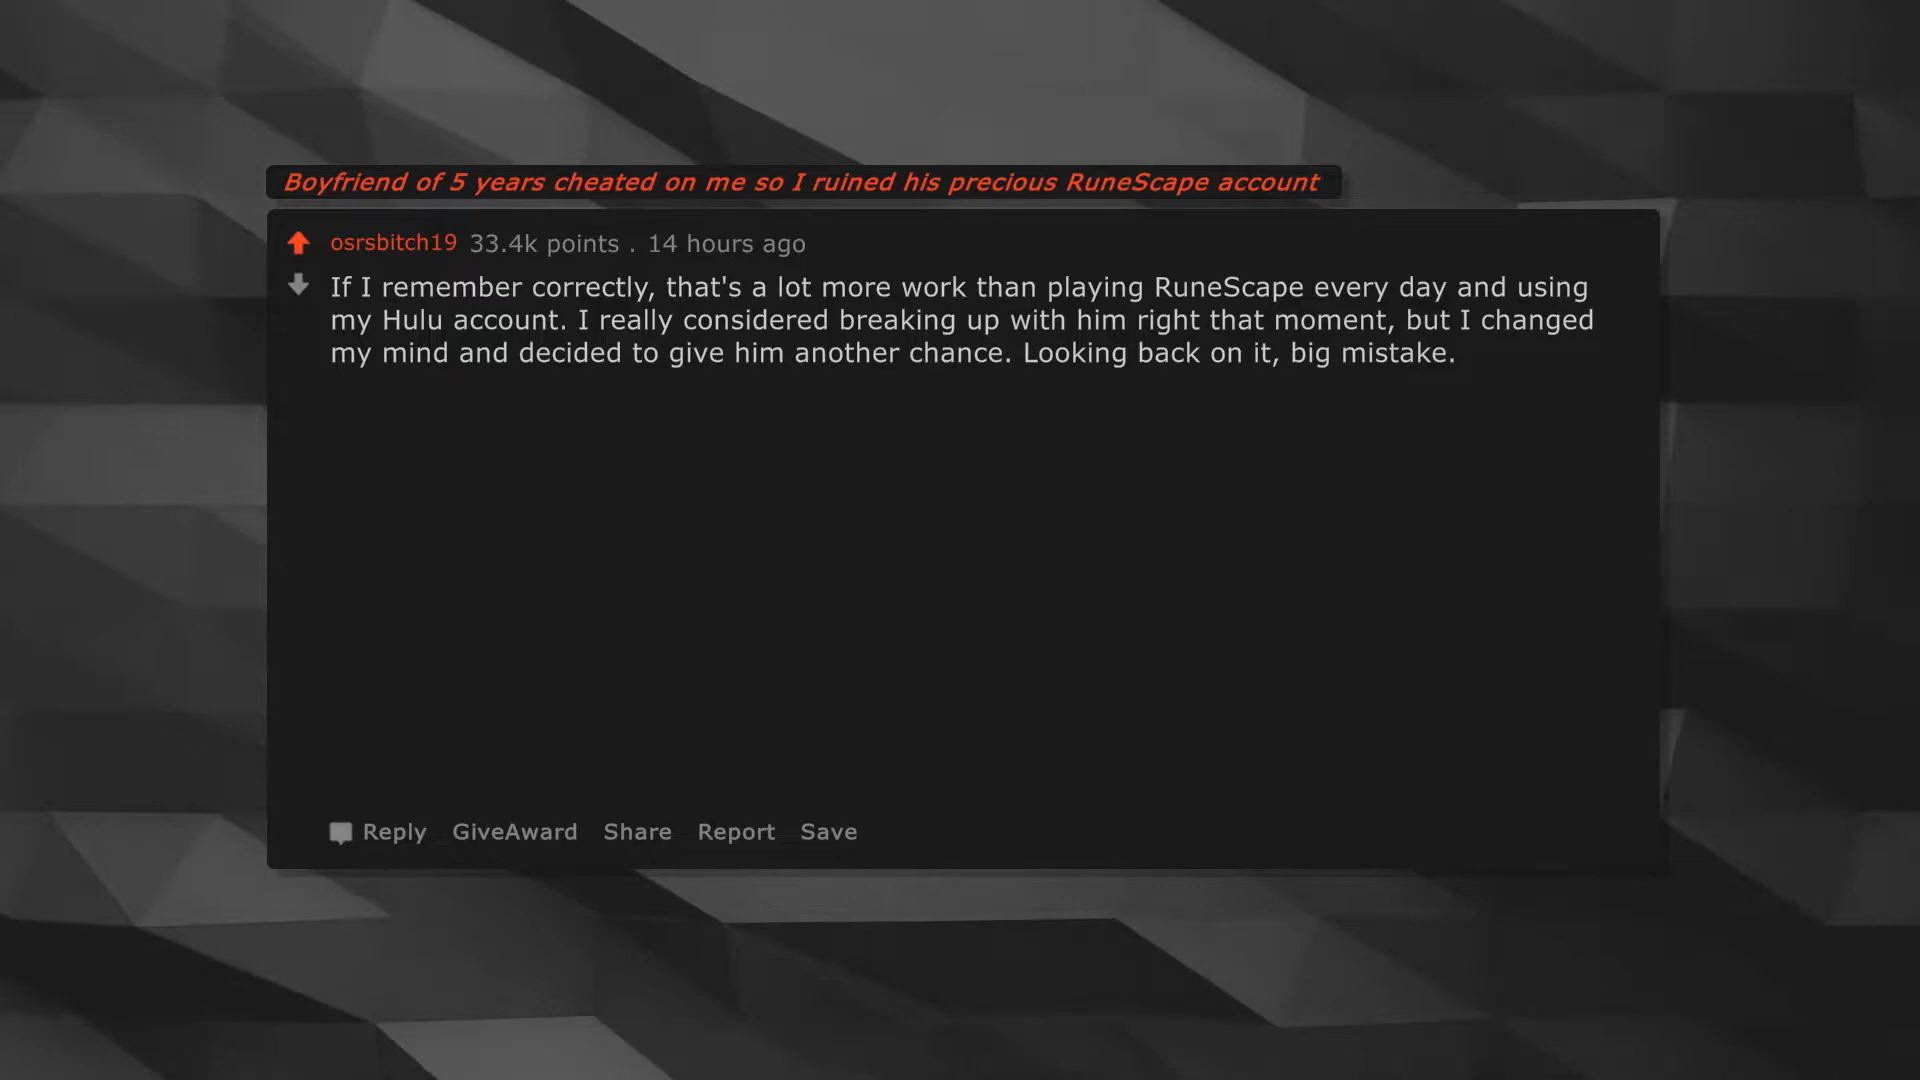 Boyfriend of 5 years cheated on me so I ruined his precious RuneScape account
osrsbitch19 33.4k points . 14 hours ago
If I remember correctly, that's a lot more work than playing RuneScape every day and using
my Hulu account. I really considered breaking up with him right that moment, but I changed
my mind and decided to give him another chance. Looking back on it, big mistake.
Reply GiveAward Share Report Save